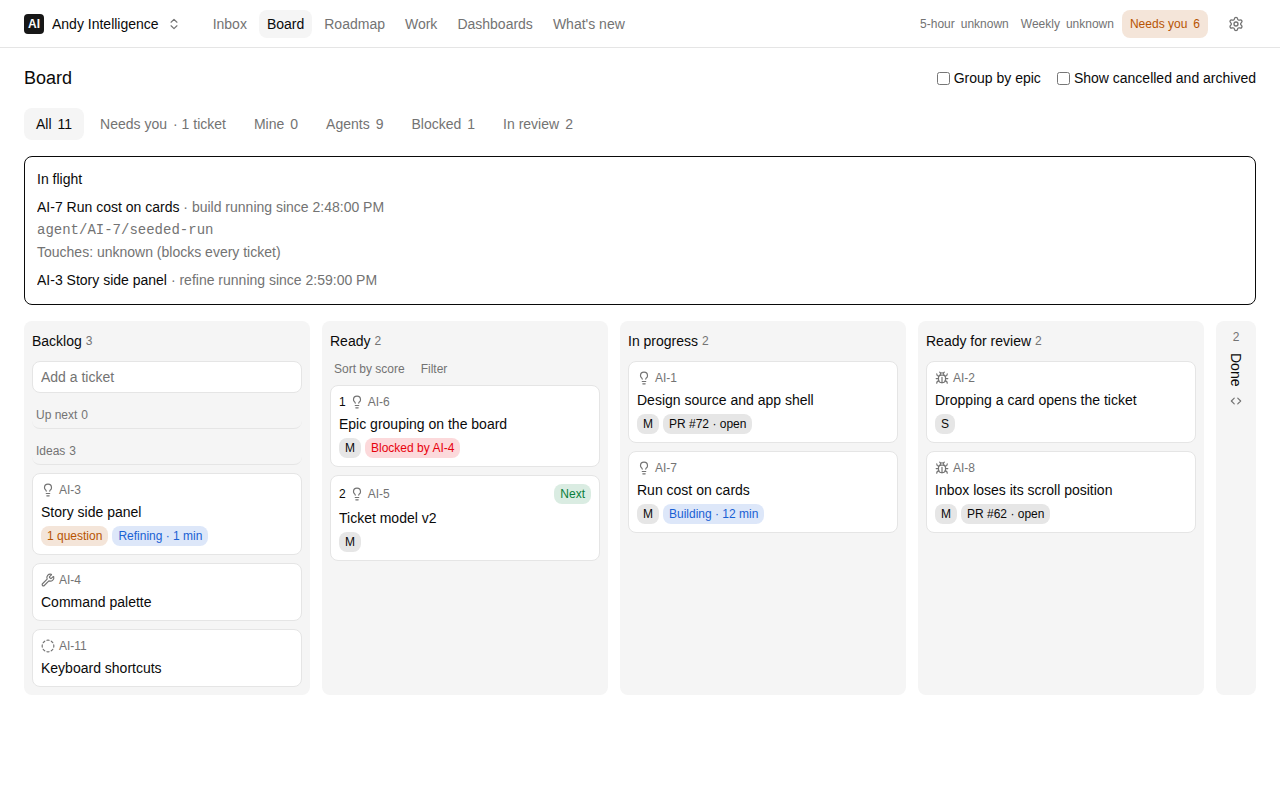 AI Andy Intelligence Inbox Board Roadmap Work Dashboards What's new 5-hour unknown Weekly unknown Needs you 6
Board
Group by epic Show cancelled and archived
All 11 Needs you · 1 ticket Mine 0 Agents 9 Blocked 1 In review 2
In flight
AI-7 Run cost on cards · build running since 2:48:00 PM
agent/AI-7/seeded-run
Touches: unknown (blocks every ticket)
AI-3 Story side panel · refine running since 2:59:00 PM
Backlog 3
Add a ticket
Up next 0
Ideas 3
AI-3
Story side panel
1 question Refining · 1 min
AI-4
Command palette
AI-11
Keyboard shortcuts
Ready 2
Sort by score Filter
1 AI-6
Epic grouping on the board
M Blocked by AI-4
2 AI-5 Next
Ticket model v2
M
In progress 2
AI-1
Design source and app shell
M PR #72 · open
AI-7
Run cost on cards
M Building · 12 min
Ready for review 2
AI-2
Dropping a card opens the ticket
S
AI-8
Inbox loses its scroll position
M PR #62 · open
2
Done